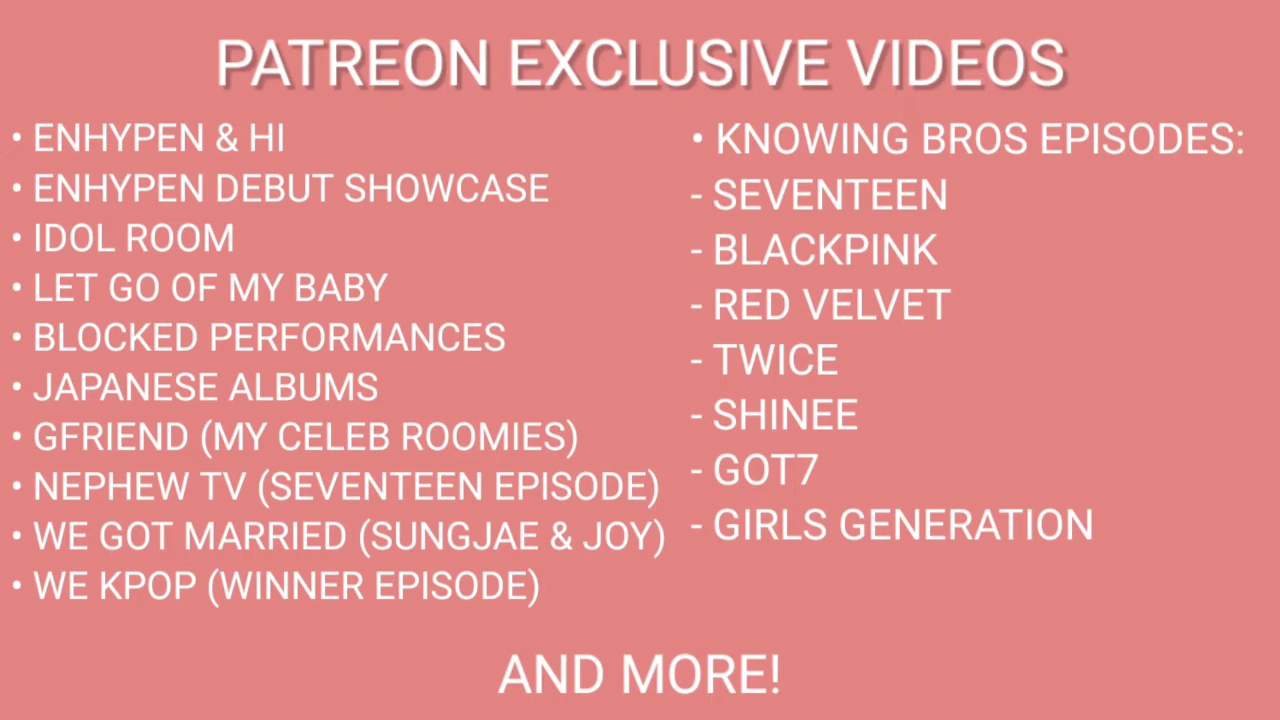 PATREON EXCLUSIVE VIDEOS
• ENHYPEN & HI
• ENHYPEN DEBUT SHOWCASE
• IDOL ROOM
• LET GO OF MY BABY
• BLOCKED PERFORMANCES
• JAPANESE ALBUMS
• GFRIEND (MY CELEB ROOMIES)
• NEPHEW TV (SEVENTEEN EPISODE)
• WE GOT MARRIED (SUNGJAE & JOY)
• WE KPOP (WINNER EPISODE)
• KNOWING BROS EPISODES:
- SEVENTEEN
- BLACKPINK
- RED VELVET
- TWICE
- SHINEE
- GOT7
- GIRLS GENERATION
AND MORE!